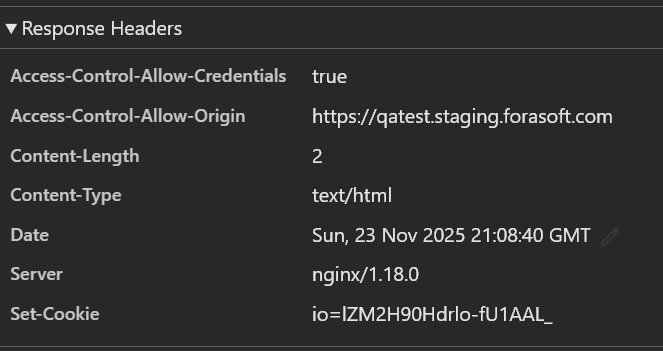 Response Headers
Access-Control-Allow-Credentials true
Access-Control-Allow-Origin https://qatest.staging.forasoft.com
Content-Length 2
Content-Type text/html
Date Sun, 23 Nov 2025 21:08:40 GMT
Server nginx/1.18.0
Set-Cookie io=lZM2H90Hdrlo-fU1AAL_